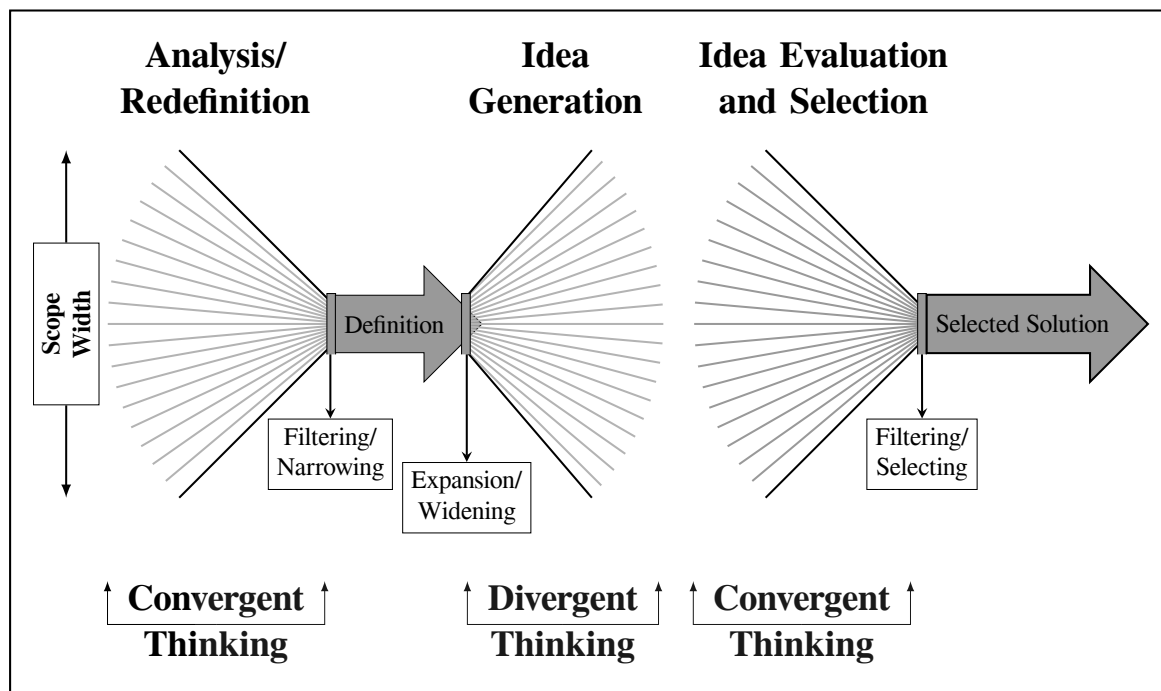 Analysis/
Redefinition
Idea
Generation
Idea Evaluation
and Selection
Scope
Width
Definition
Selected Solution
Filtering/
Narrowing
Expansion/
Widening
Filtering/
Selecting
Convergent
Thinking
Divergent
Thinking
Convergent
Thinking